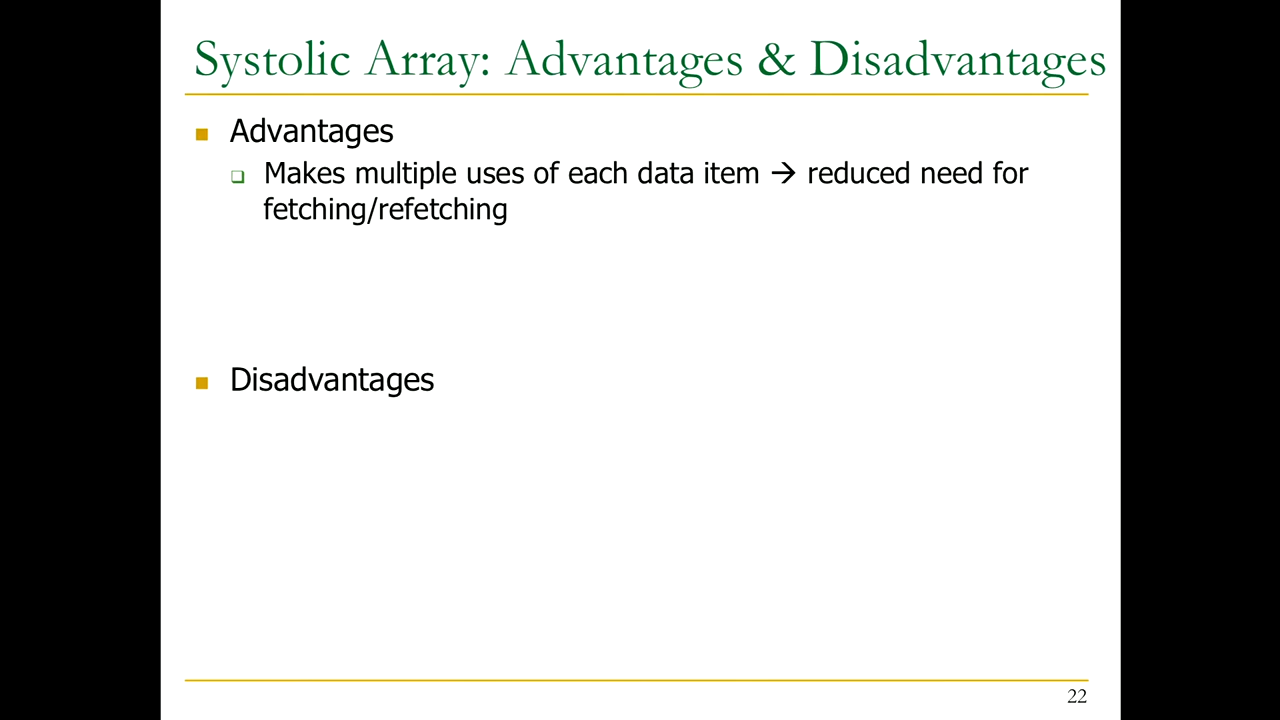 Systolic Array: Advantages & Disadvantages
Advantages
Makes multiple uses of each data item → reduced need for
fetching/refetching
Disadvantages
22